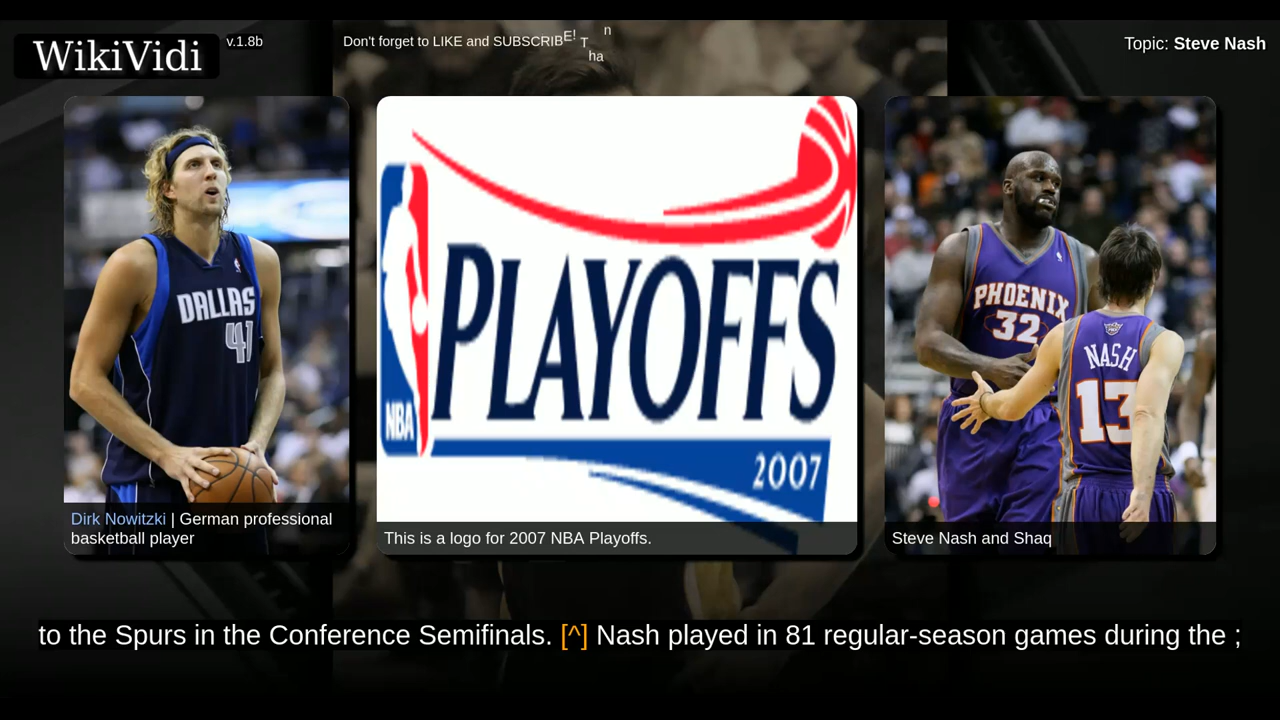 WikiVidi
v.1.8b
Don't forget to LIKE and SUBSCRIBE! Than
Topic: Steve Nash
DALLAS
41
NBA
PLAYOFFS
2007
PHOENIX
32
NASH
13
Dirk Nowitzki | German professional
basketball player
This is a logo for 2007 NBA Playoffs.
Steve Nash and Shaq
to the Spurs in the Conference Semifinals. [^] Nash played in 81 regular-season games during the ;